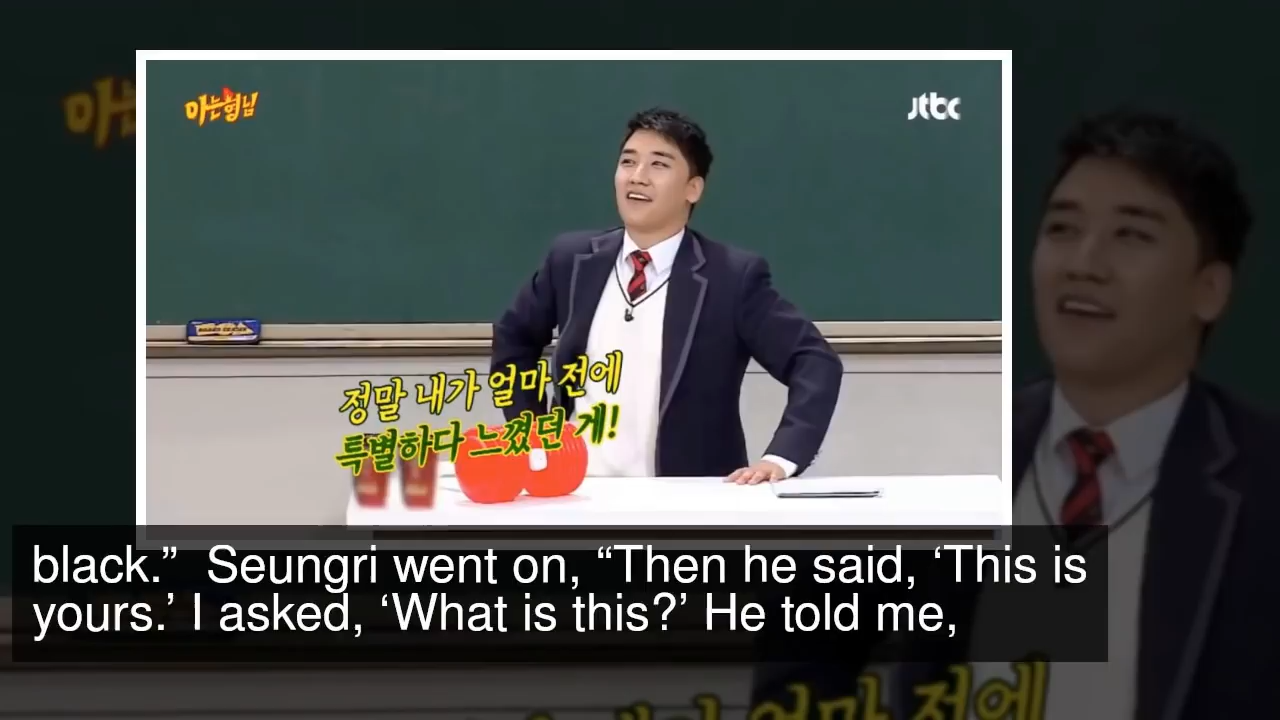 아는형님
jtbc
정말 내가 얼마 전에
특별하다 느꼈던 게!
black.”  Seungri went on, “Then he said, ‘This is
yours.’ I asked, ‘What is this?’ He told me,